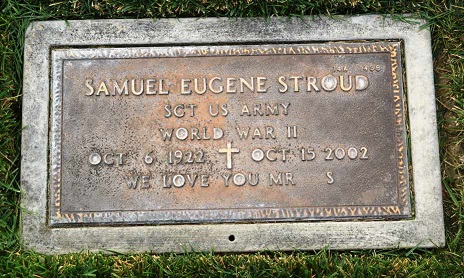 SAMUEL EUGENE STROUD
SGT US ARMY
WORLD WAR II
OCT 6 1922 OCT 15 2002
WE LOVE YOU MR S